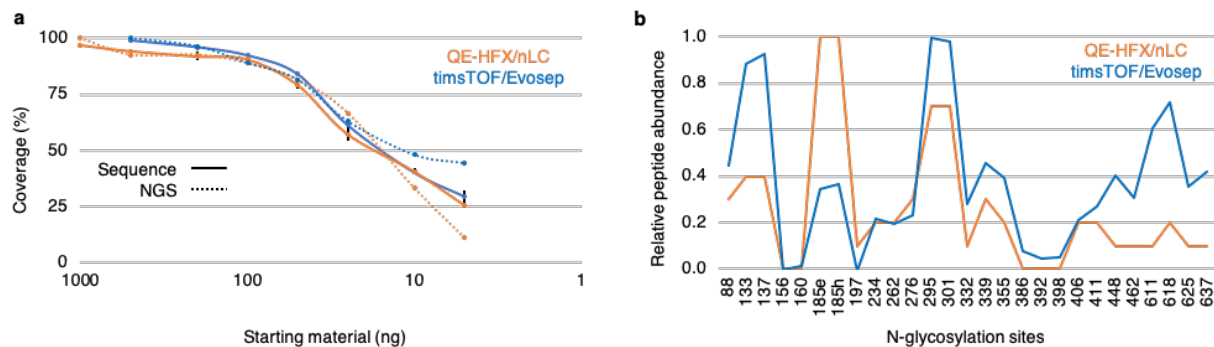 a
100
75
50
25
0
Coverage (%)
QE-HFX/nLC
timsTOF/Evosep
Sequence
NGS
1000
100
10
1
Starting material (ng)
b
1.0
0.8
0.6
0.4
0.2
0.0
Relative peptide abundance
QE-HFX/nLC
timsTOF/Evosep
88
133
137
156
160
185e
185h
197
234
262
276
295
301
332
339
355
386
392
398
406
411
448
462
611
618
625
637
N-glycosylation sites